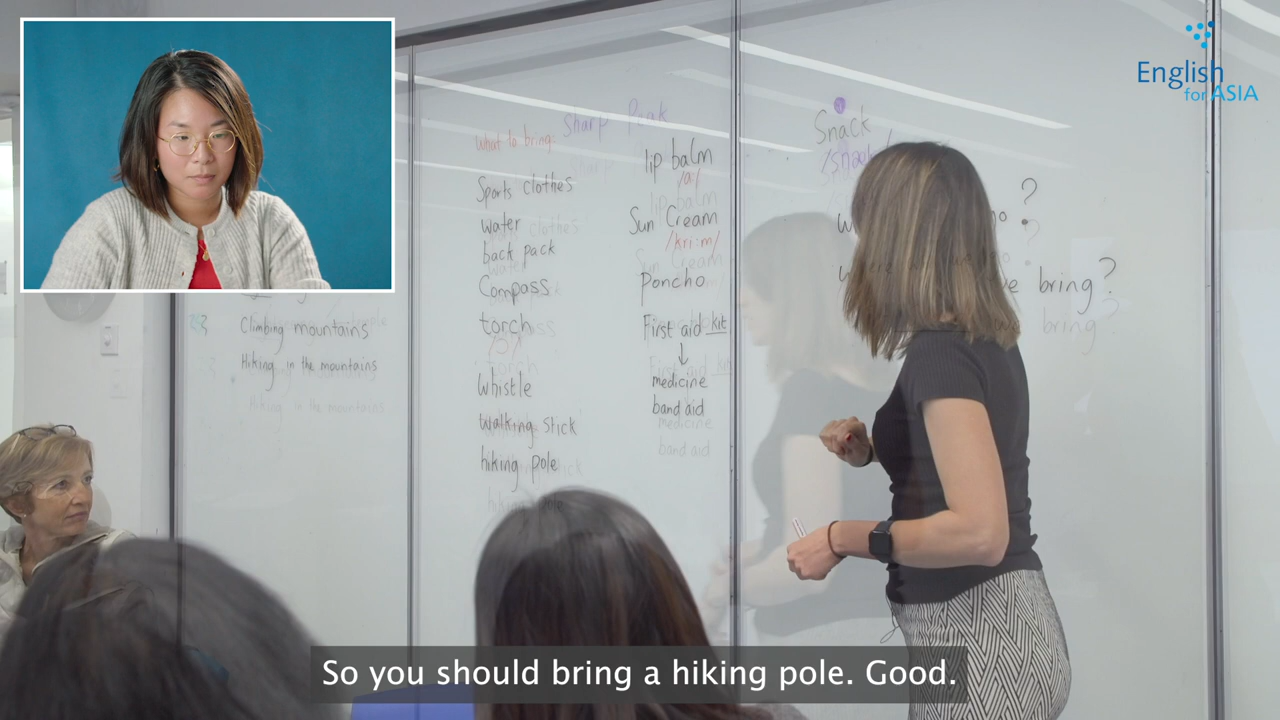 English
for ASIA
Sharp Peak
What to bring
Sports clothes
water
back pack
Compass
torch
Whistle
walking stick
hiking pole
lip balm
/a:/
Sun Cream
/kri:m/
Poncho
First aid kit
↓
medicine
band aid
Snack
?
bring?
Climbing mountains
Hiking in the mountains
So you should bring a hiking pole. Good.